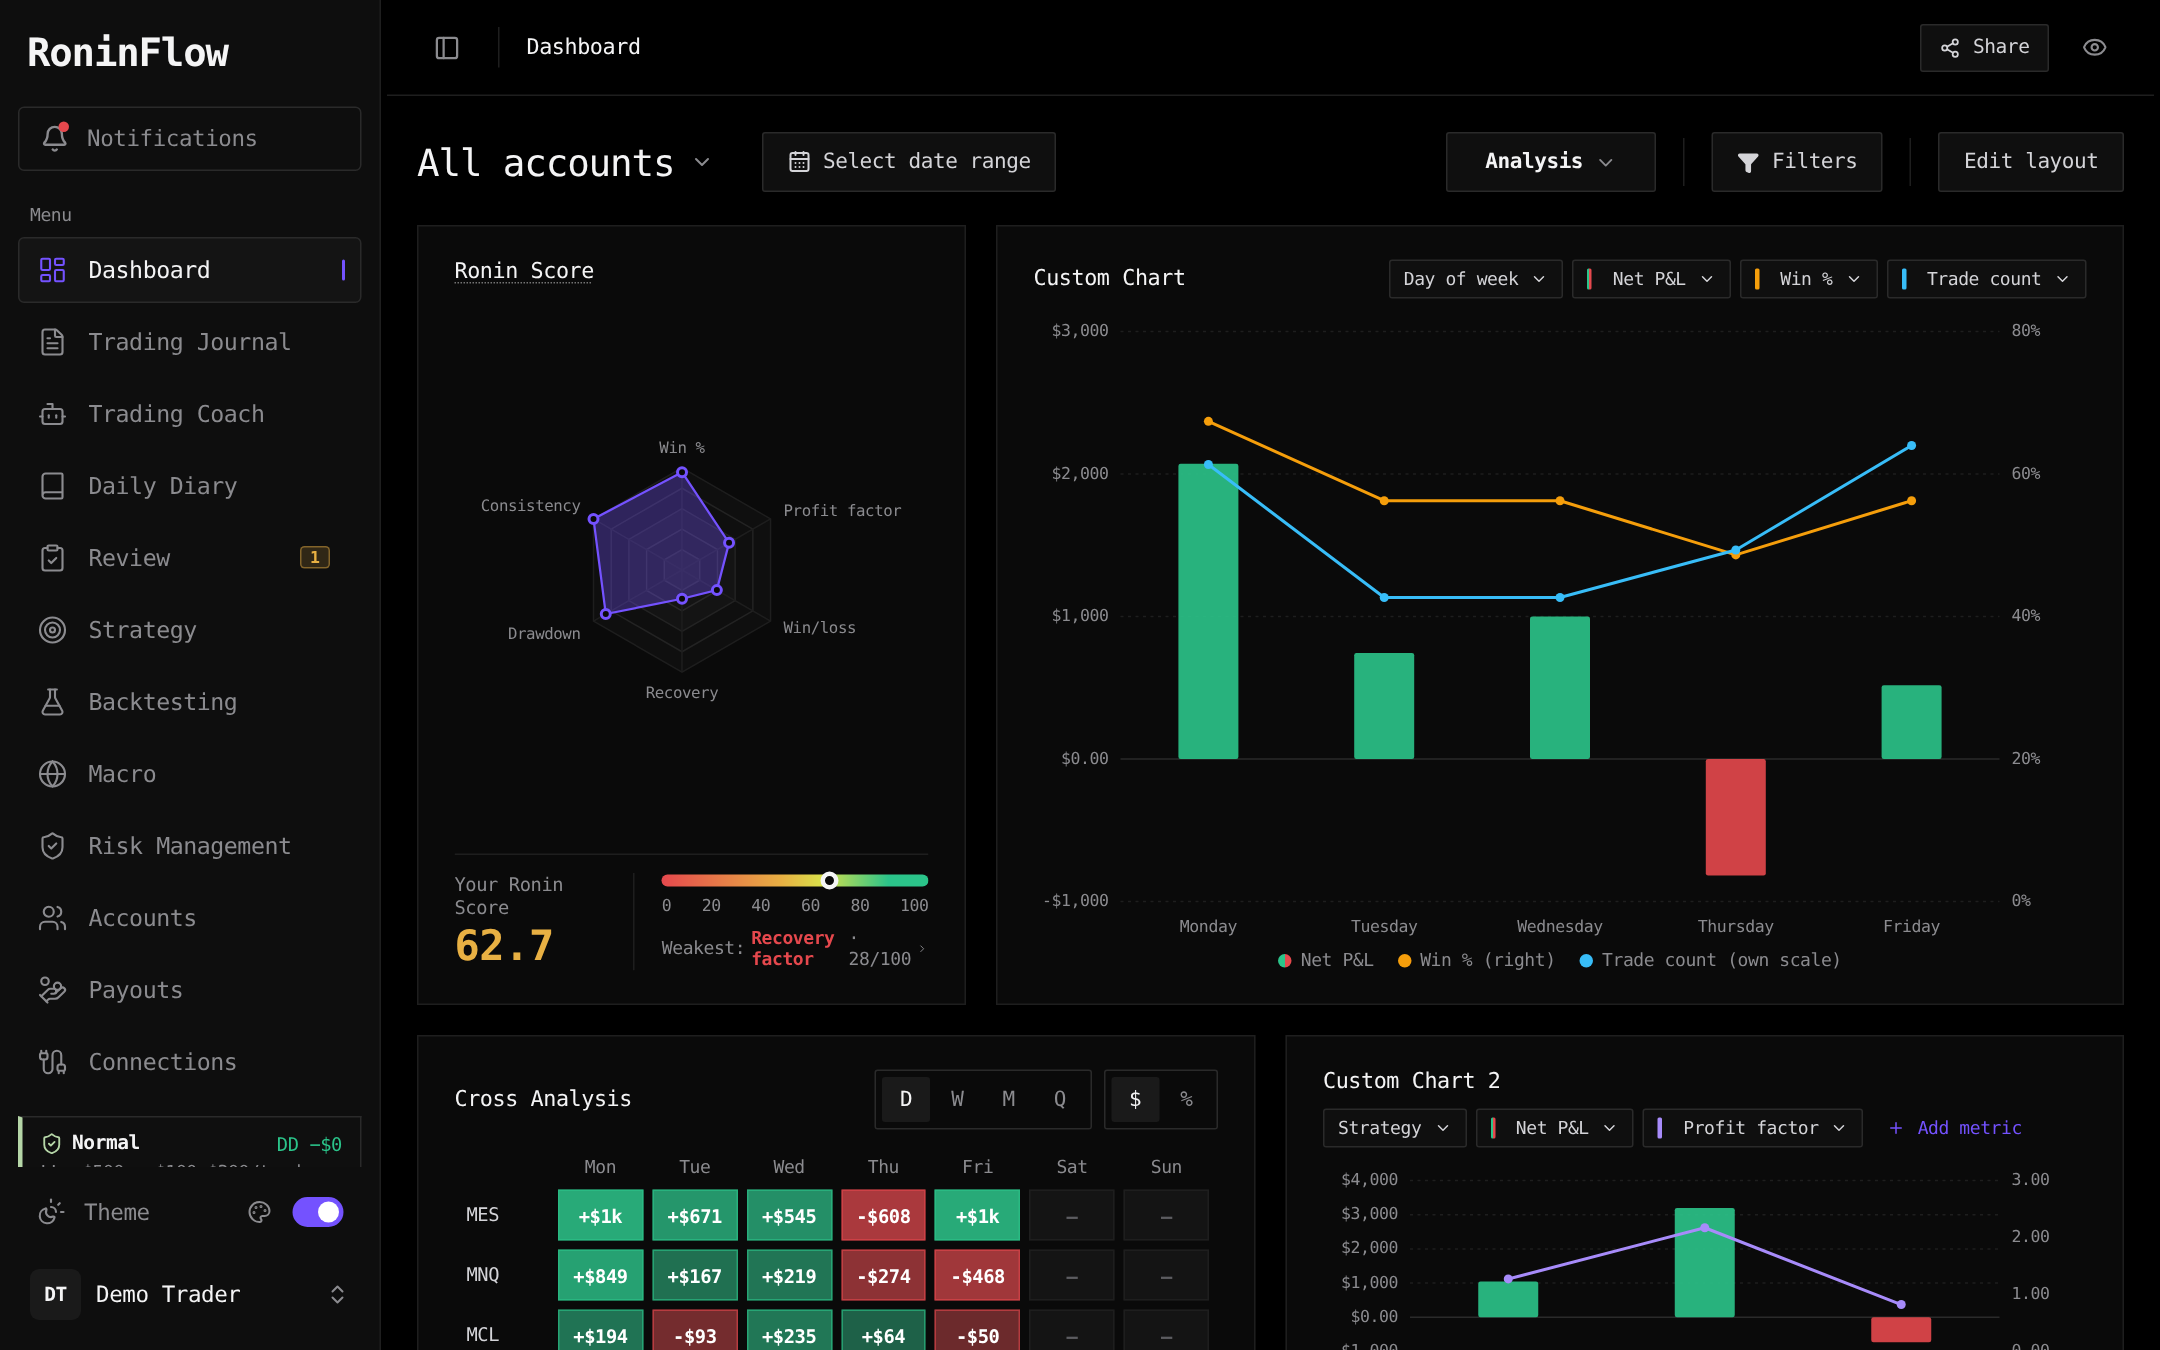 RoninFlow
Notifications
Menu
Dashboard
Trading Journal
Trading Coach
Daily Diary
Review 1
Strategy
Backtesting
Macro
Risk Management
Accounts
Payouts
Connections
Normal DD −$0
Theme
DT Demo Trader
Dashboard
Share
All accounts
Select date range
Analysis
Filters
Edit layout
Ronin Score
Win %
Consistency
Profit factor
Drawdown
Win/loss
Recovery
Your Ronin
Score
62.7
0 20 40 60 80 100
Weakest: Recovery factor · 28/100
Custom Chart
Day of week Net P&L Win % Trade count
$3,000 80%
$2,000 60%
$1,000 40%
$0.00 20%
-$1,000 0%
Monday Tuesday Wednesday Thursday Friday
Net P&L Win % (right) Trade count (own scale)
Cross Analysis
D W M Q $ %
Mon Tue Wed Thu Fri Sat Sun
MES +$1k +$671 +$545 -$608 +$1k — —
MNQ +$849 +$167 +$219 -$274 -$468 — —
MCL +$194 -$93 +$235 +$64 -$50 — —
Custom Chart 2
Strategy Net P&L Profit factor + Add metric
$4,000 3.00
$3,000
$2,000 2.00
$1,000 1.00
$0.00